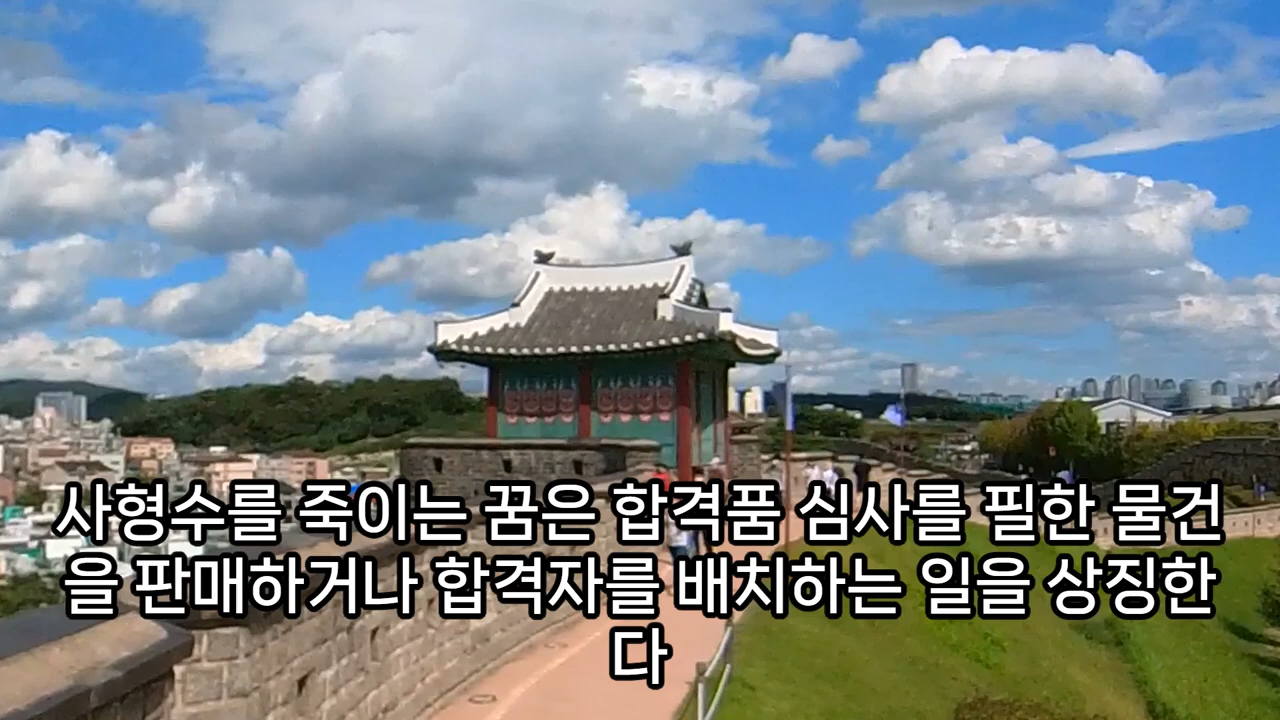 사형수를 죽이는 꿈은 합격품 심사를 필한 물건
을 판매하거나 합격자를 배치하는 일을 상징한
다